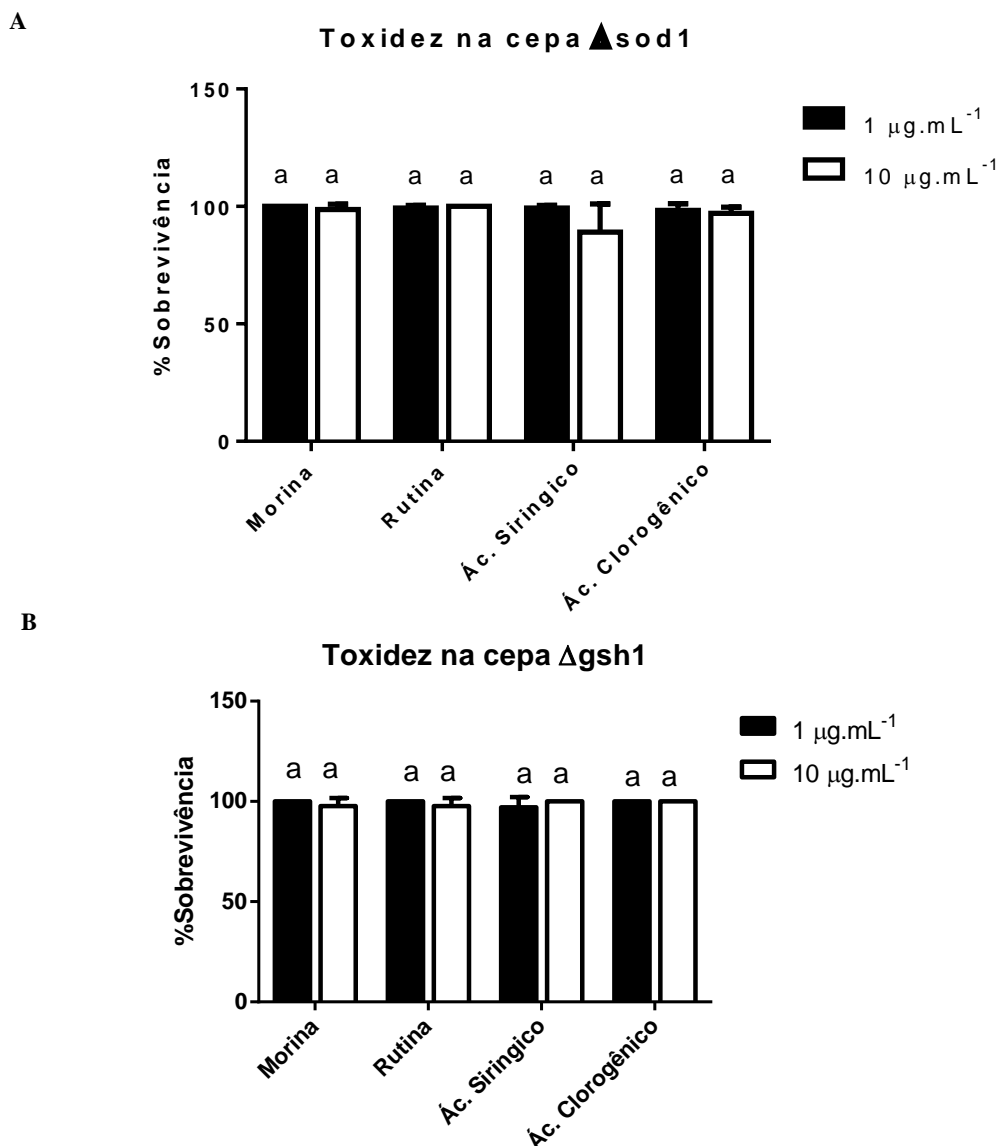 A
Toxidez na cepa ▲sod1
150
100
50
0
%Sobrevivência
a a a a a a a a
1 µg.mL⁻¹
10 µg.mL⁻¹
Morina
Rutina
Ác. Siringico
Ác. Clorogênico
B
Toxidez na cepa Δgsh1
150
100
50
0
%Sobrevivência
a a a a a a a a
1 µg.mL⁻¹
10 µg.mL⁻¹
Morina
Rutina
Ác. Siringico
Ác. Clorogênico